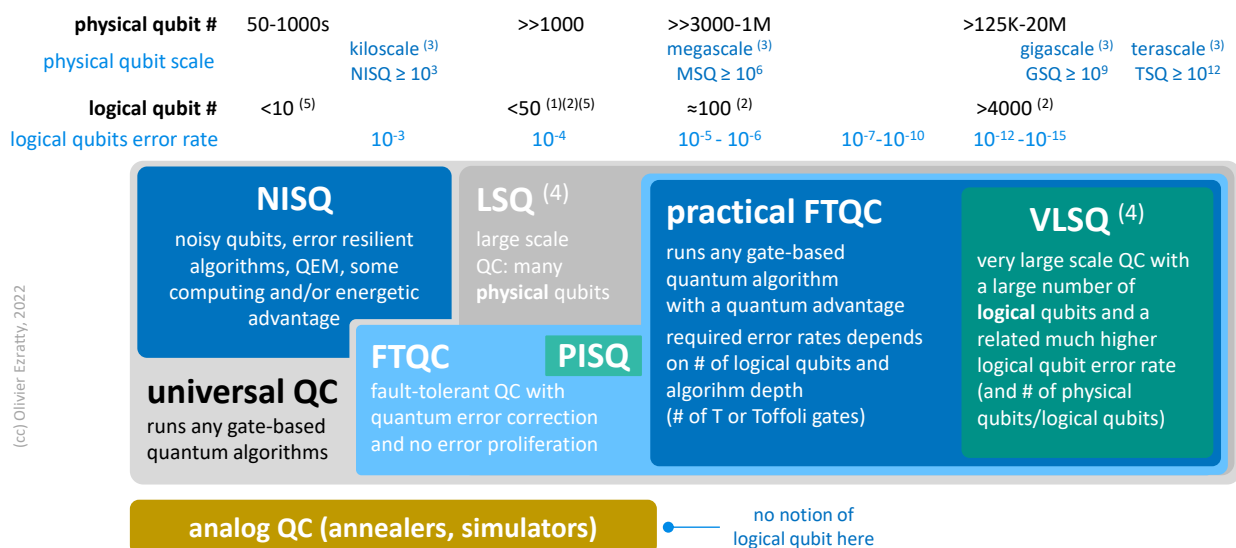 physical qubit # 50-1000s >>1000 >>3000-1M >125K-20M
physical qubit scale
kiloscale (3) megascale (3) gigascale (3) terascale (3)
NISQ ≥ 10³ MSQ ≥ 10⁶ GSQ ≥ 10⁹ TSQ ≥ 10¹²
logical qubit # <10 (5) <50 (1)(2)(5) ≈100 (2) >4000 (2)
logical qubits error rate 10⁻³ 10⁻⁴ 10⁻⁵ - 10⁻⁶ 10⁻⁷-10⁻¹⁰ 10⁻¹² -10⁻¹⁵
NISQ
noisy qubits, error resilient
algorithms, QEM, some
computing and/or energetic
advantage
LSQ (4)
large scale
QC: many
physical qubits
practical FTQC
runs any gate-based
quantum algorithm
with a quantum advantage
required error rates depends
on # of logical qubits and
algorihm depth
(# of T or Toffoli gates)
VLSQ (4)
very large scale QC with
a large number of
logical qubits and a
related much higher
logical qubit error rate
(and # of physical
qubits/logical qubits)
FTQC
PISQ
fault-tolerant QC with
quantum error correction
and no error proliferation
universal QC
runs any gate-based
quantum algorithms
analog QC (annealers, simulators)
no notion of
logical qubit here
(cc) Olivier Ezratty, 2022